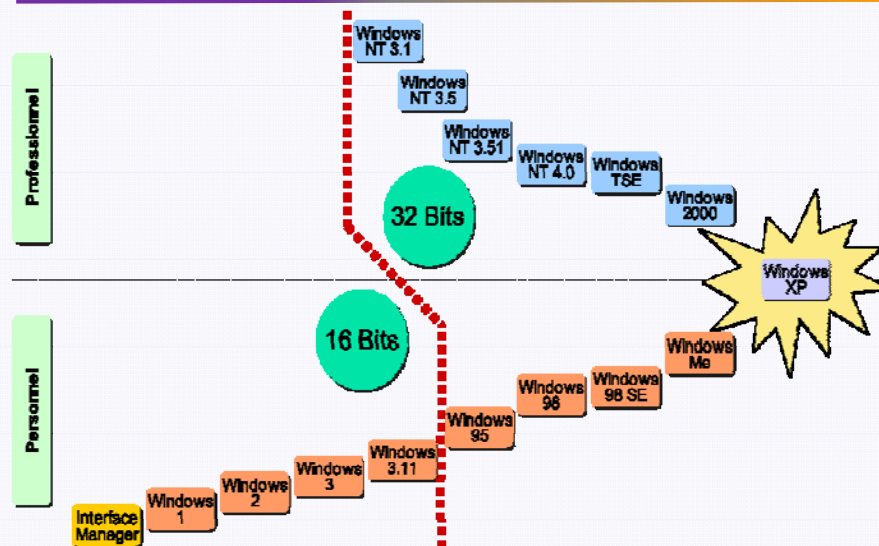 Professionnel
Windows
NT 3.1
Windows
NT 3.5
Windows
NT 3.51
Windows
NT 4.0
Windows
TSE
Windows
2000
32 Bits
Windows
XP
16 Bits
Personnel
Windows
Me
Windows
98 SE
Windows
98
Windows
95
Windows
3.11
Windows
3
Windows
2
Windows
1
Interface
Manager